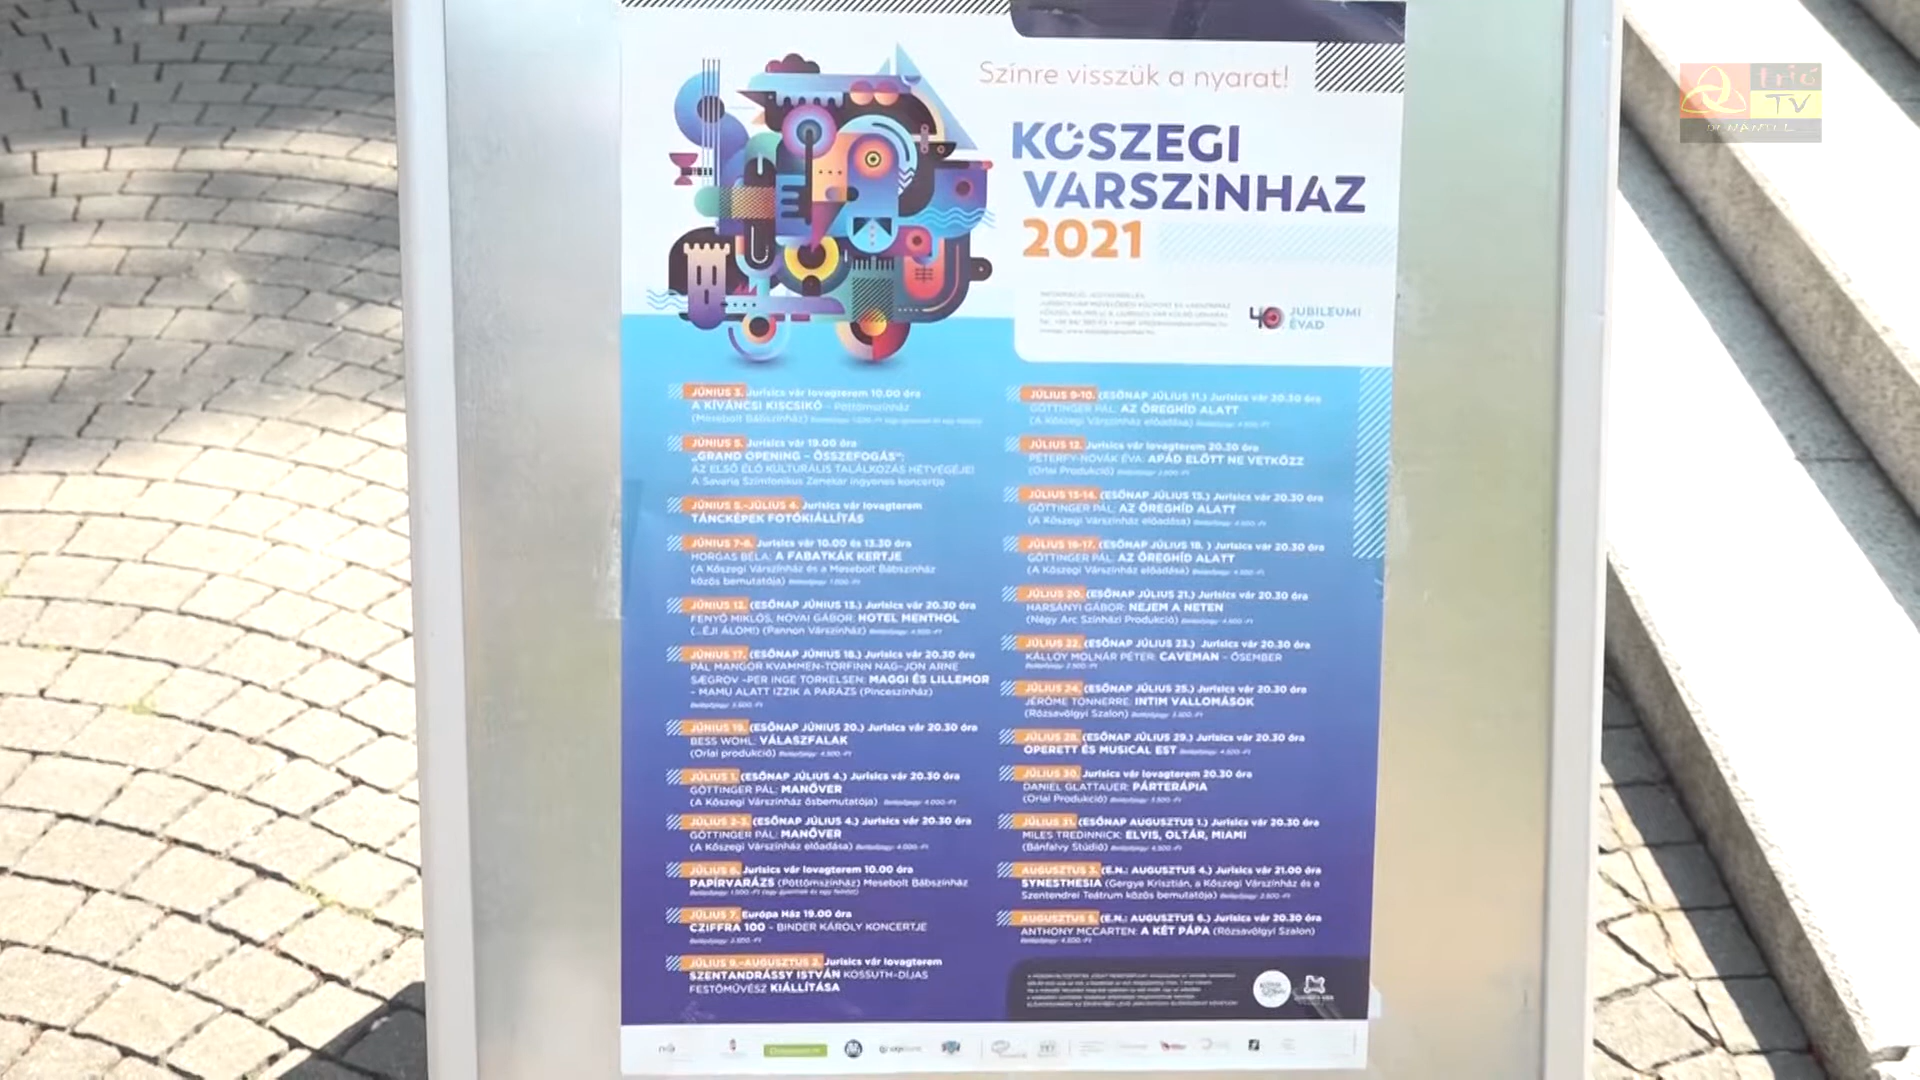 Színre visszük a nyarat!
KŐSZEGI
VÁRSZÍNHÁZ
2021
40 JUBILEUMI
ÉVAD
JÚNIUS 3. Jurisics vár lovagterem 10.00 óra
A KÍVÁNCSI KISCSIKÓ - Pöttömszínház
(Mesebolt Bábszínház)
JÚNIUS 5. Jurisics vár 19.00 óra
„GRAND OPENING - ÖSSZEFOGÁS":
AZ ELSŐ ÉLŐ KULTURÁLIS TALÁLKOZÁS HÉTVÉGÉJE!
A Savaria Szimfonikus Zenekar ingyenes koncertje
JÚNIUS 5.-JÚLIUS 4. Jurisics vár lovagterem
TÁNCKÉPEK FOTÓKIÁLLÍTÁS
JÚNIUS 7-8. Jurisics vár 10.00 és 13.30 óra
HORGAS BÉLA: A FABATKÁK KERTJE
(A Kőszegi Várszínház és a Mesebolt Bábszínház
közös bemutatója)
JÚNIUS 12. (ESŐNAP JÚNIUS 13.) Jurisics vár 20.30 óra
FENYŐ MIKLÓS, NOVAI GÁBOR: HOTEL MENTHOL
(...ÉJI ÁLOM!) (Pannon Várszínház)
JÚNIUS 17. (ESŐNAP JÚNIUS 18.) Jurisics vár 20.30 óra
PÁL MANGOR KVAMMEN-TORFINN NAG-JON ARNE
SÆGROV -PER INGE TORKELSEN: MAGGI ÉS LILLEMOR
- MAMU ALATT IZZIK A PARÁZS (Pinceszínház)
JÚNIUS 19. (ESŐNAP JÚNIUS 20.) Jurisics vár 20.30 óra
BESS WOHL: VÁLASZFALAK
(Orlai produkció)
JÚLIUS 1. (ESŐNAP JÚLIUS 4.) Jurisics vár 20.30 óra
GÖTTINGER PÁL: MANŐVER
(A Kőszegi Várszínház ősbemutatója)
JÚLIUS 2-3. (ESŐNAP JÚLIUS 4.) Jurisics vár 20.30 óra
GÖTTINGER PÁL: MANŐVER
(A Kőszegi Várszínház előadása)
JÚLIUS 6. Jurisics vár lovagterem 10.00 óra
PAPÍRVARÁZS (Pöttömszínház) Mesebolt Bábszínház
JÚLIUS 7. Európa Ház 19.00 óra
CZIFFRA 100 - BINDER KÁROLY KONCERTJE
JÚLIUS 9.-AUGUSZTUS 2. Jurisics vár lovagterem
SZENTANDRÁSSY ISTVÁN KOSSUTH-DÍJAS
FESTŐMŰVÉSZ KIÁLLÍTÁSA
JÚLIUS 9-10. (ESŐNAP JÚLIUS 11.) Jurisics vár 20.30 óra
GÖTTINGER PÁL: AZ ÖREGHÍD ALATT
(A Kőszegi Várszínház előadása)
JÚLIUS 12. Jurisics vár lovagterem 20.30 óra
PÉTERFY-NOVÁK ÉVA: APÁD ELŐTT NE VETKŐZZ
(Orlai Produkció)
JÚLIUS 13-14. (ESŐNAP JÚLIUS 15.) Jurisics vár 20.30 óra
GÖTTINGER PÁL: AZ ÖREGHÍD ALATT
(A Kőszegi Várszínház előadása)
JÚLIUS 16-17. (ESŐNAP JÚLIUS 18. ) Jurisics vár 20.30 óra
GÖTTINGER PÁL: AZ ÖREGHÍD ALATT
(A Kőszegi Várszínház előadása)
JÚLIUS 20. (ESŐNAP JÚLIUS 21.) Jurisics vár 20.30 óra
HARSÁNYI GÁBOR: NEJEM A NETEN
(Négy Arc Színházi Produkció)
JÚLIUS 22. (ESŐNAP JÚLIUS 23.) Jurisics vár 20.30 óra
KÁLLOY MOLNÁR PÉTER: CAVEMAN - ŐSEMBER
JÚLIUS 24. (ESŐNAP JÚLIUS 25.) Jurisics vár 20.30 óra
JÉRÔME TONNERRE: INTIM VALLOMÁSOK
(Rózsavölgyi Szalon)
JÚLIUS 28. (ESŐNAP JÚLIUS 29.) Jurisics vár 20.30 óra
OPERETT ÉS MUSICAL EST
JÚLIUS 30. Jurisics vár lovagterem 20.30 óra
DANIEL GLATTAUER: PÁRTERÁPIA
(Orlai Produkció)
JÚLIUS 31. (ESŐNAP AUGUSZTUS 1.) Jurisics vár 20.30 óra
MILES TREDINNICK: ELVIS, OLTÁR, MIAMI
(Bánfalvy Stúdió)
AUGUSZTUS 3. (E.N.: AUGUSZTUS 4.) Jurisics vár 21.00 óra
SYNESTHESIA (Gergye Krisztián, a Kőszegi Várszínház és a
Szentendrei Teátrum közös bemutatója)
AUGUSZTUS 5. (E.N.: AUGUSZTUS 6.) Jurisics vár 20.30 óra
ANTHONY MCCARTEN: A KÉT PÁPA (Rózsavölgyi Szalon)
trió
TV